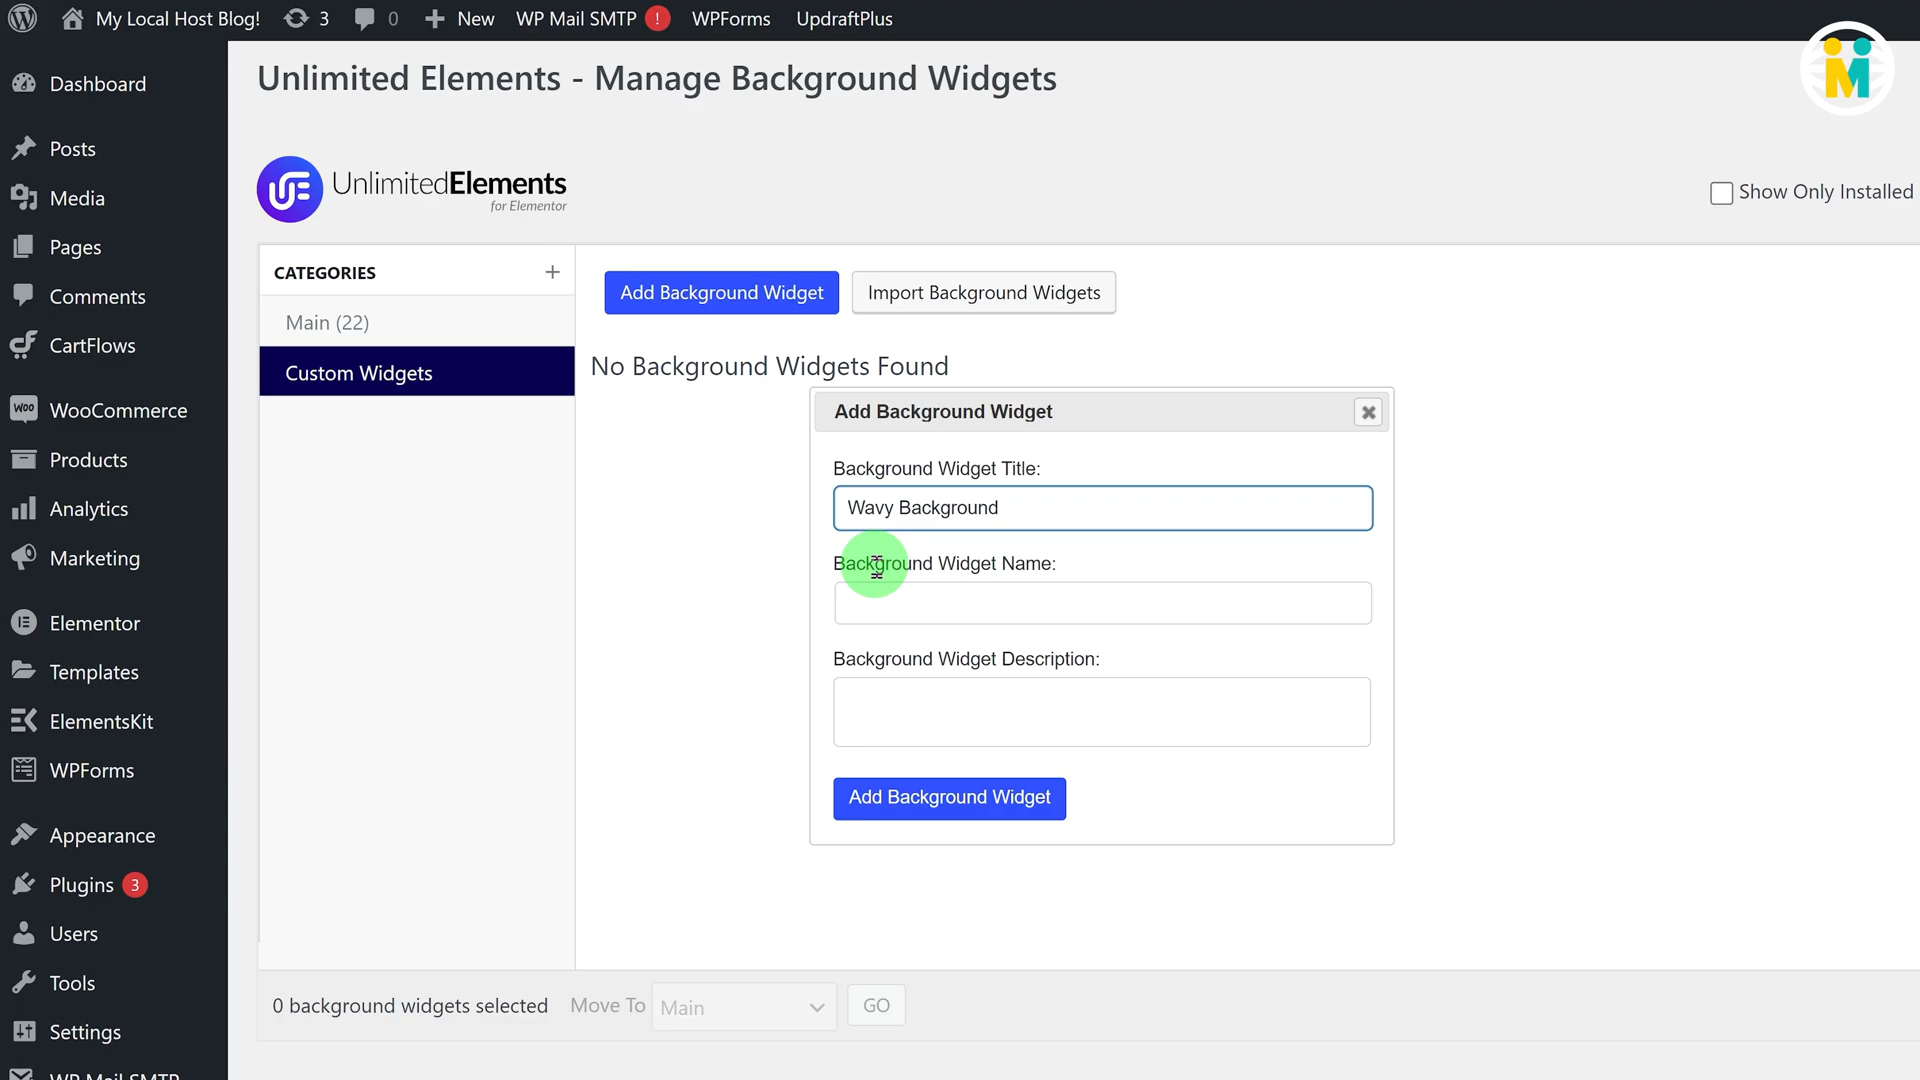 My Local Host Blog! 3 0 New WP Mail SMTP ! WPForms UpdraftPlus
Dashboard
Posts
Media
Pages
Comments
CartFlows
WooCommerce
Products
Analytics
Marketing
Elementor
Templates
ElementsKit
WPForms
Appearance
Plugins 3
Users
Tools
Settings
WP Mail SMTP
Unlimited Elements - Manage Background Widgets
M
UE UnlimitedElements
for Elementor
Show Only Installed
CATEGORIES +
Main (22)
Custom Widgets
Add Background Widget Import Background Widgets
No Background Widgets Found
Add Background Widget
Background Widget Title:
Wavy Background
Background Widget Name:
Background Widget Description:
Add Background Widget
0 background widgets selected Move To Main GO